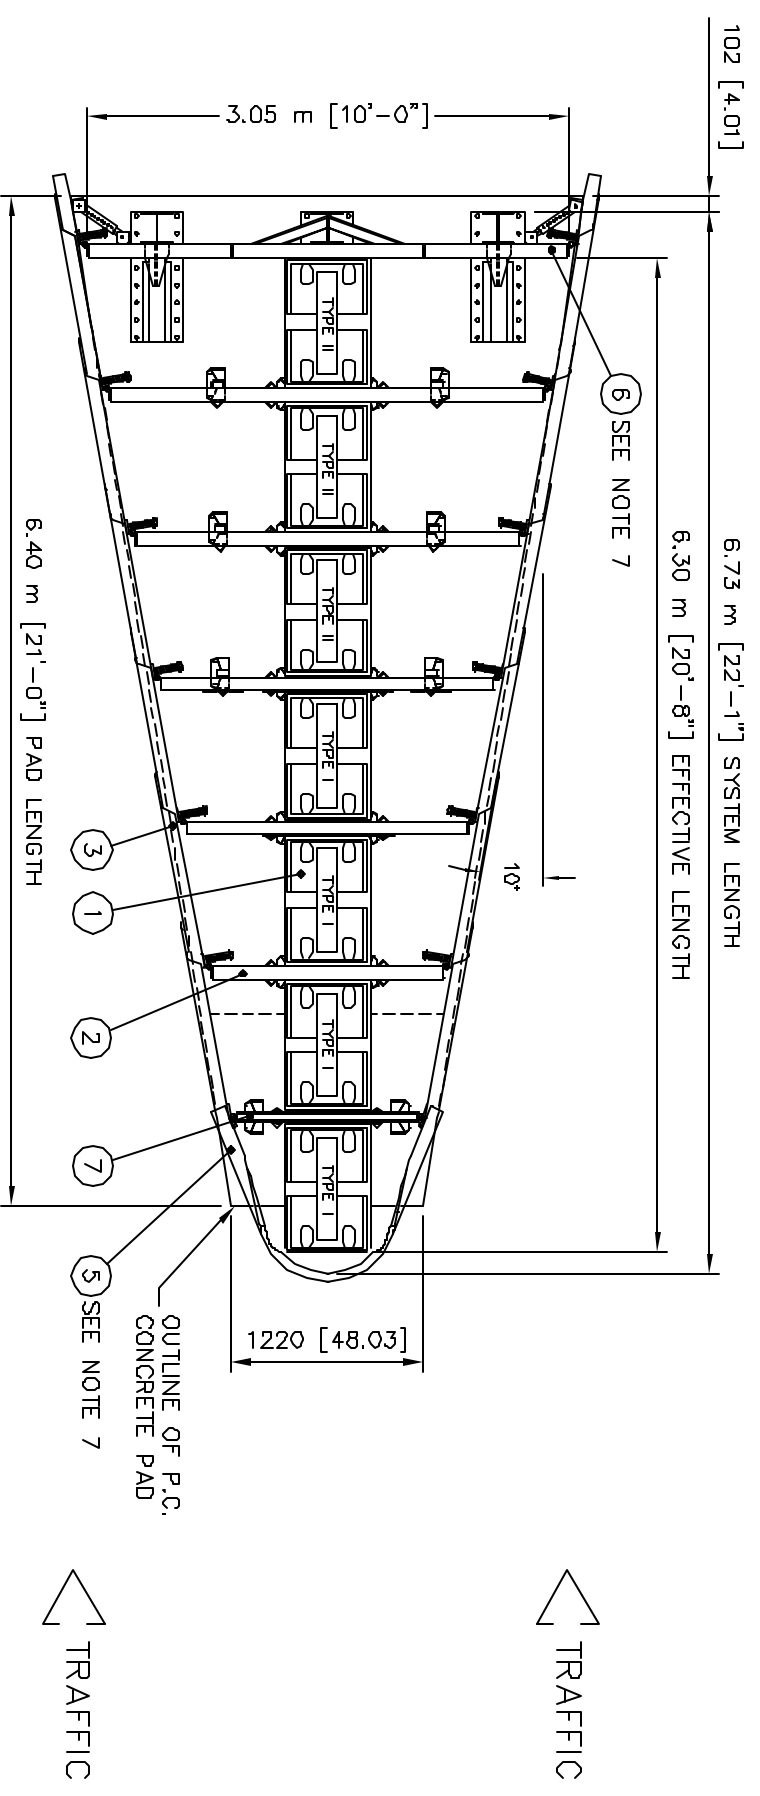 102 [4.01]
3.05 m [10'-0"]
6
SEE NOTE 7
6.73 m [22'-1"] SYSTEM LENGTH
6.30 m [20'-8"] EFFECTIVE LENGTH
6.40 m [21'-0"] PAD LENGTH
10°
TYPE II
TYPE II
TYPE II
TYPE I
TYPE I
TYPE I
TYPE I
3
1
2
7
5
SEE NOTE 7
OUTLINE OF P.C.
CONCRETE PAD
1220 [48.03]
TRAFFIC
TRAFFIC